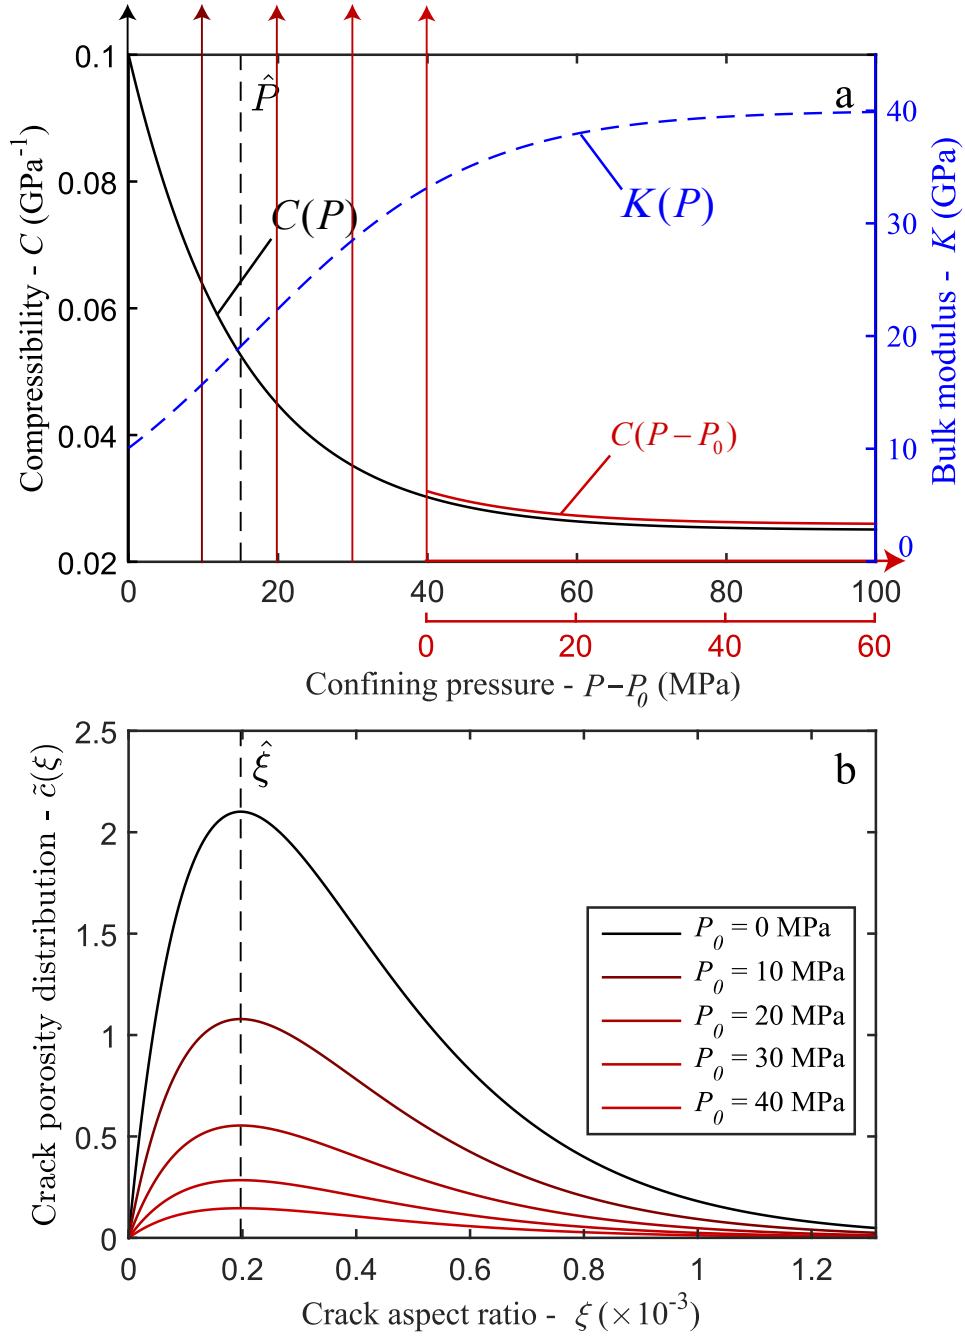 a
P̂
C(P)
K(P)
C(P−P₀)
Compressibility - C (GPa⁻¹)
0.1
0.08
0.06
0.04
0.02
Bulk modulus - K (GPa)
40
30
20
10
0
0 20 40 60 80 100
0 20 40 60
Confining pressure - P−P₀ (MPa)
b
ξ̂
Crack porosity distribution - c̃(ξ)
2.5
2
1.5
1
0.5
0
P₀ = 0 MPa
P₀ = 10 MPa
P₀ = 20 MPa
P₀ = 30 MPa
P₀ = 40 MPa
0 0.2 0.4 0.6 0.8 1 1.2
Crack aspect ratio - ξ (×10⁻³)